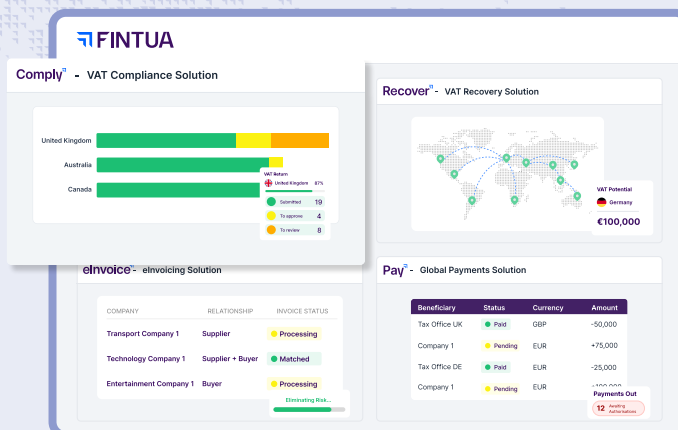 FINTUA
Comply - VAT Compliance Solution
United Kingdom
Australia
Canada
VAT Return
United Kingdom 87%
Submitted 19
To approve 4
To review 8
Recover - VAT Recovery Solution
VAT Potential
Germany
€100,000
eInvoice - eInvoicing Solution
COMPANY RELATIONSHIP INVOICE STATUS
Transport Company 1 Supplier Processing
Technology Company 1 Supplier + Buyer Matched
Entertainment Company 1 Buyer Processing
Eliminating Risk...
Pay - Global Payments Solution
Beneficiary Status Currency Amount
Tax Office UK Paid GBP -50,000
Company 1 Pending EUR +75,000
Tax Office DE Paid EUR -25,000
Company 1 Pending EUR
Payments Out
12 Awaiting
Authorisations